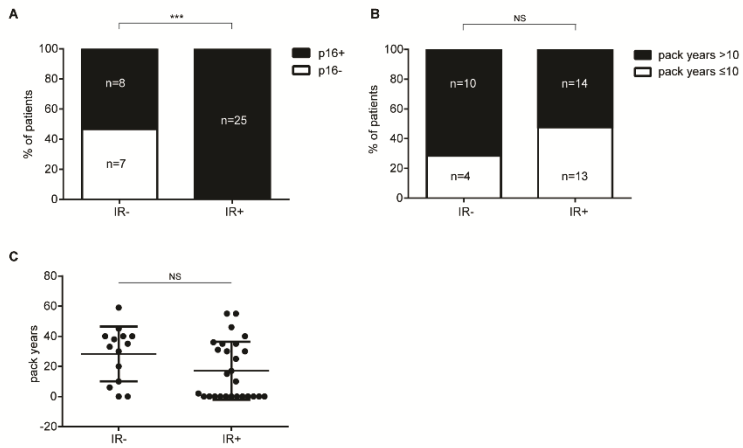 A
***
p16+
p16-
% of patients
100
80
60
40
20
0
n=8
n=7
n=25
IR-
IR+
B
NS
pack years >10
pack years ≤10
% of patients
100
80
60
40
20
0
n=10
n=4
n=14
n=13
IR-
IR+
C
NS
pack years
80
60
40
20
0
-20
IR-
IR+